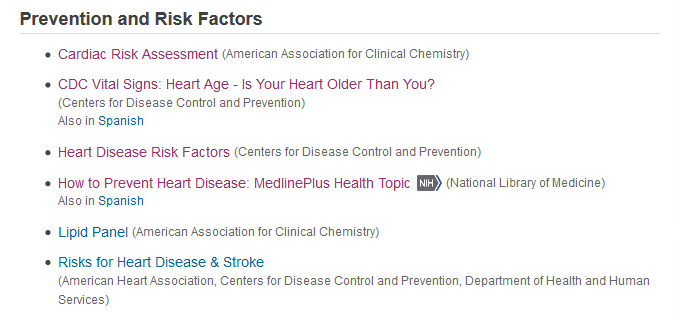 Prevention and Risk Factors
Cardiac Risk Assessment (American Association for Clinical Chemistry)
CDC Vital Signs: Heart Age - Is Your Heart Older Than You?
(Centers for Disease Control and Prevention)
Also in Spanish
Heart Disease Risk Factors (Centers for Disease Control and Prevention)
How to Prevent Heart Disease: MedlinePlus Health Topic NIH (National Library of Medicine)
Also in Spanish
Lipid Panel (American Association for Clinical Chemistry)
Risks for Heart Disease & Stroke
(American Heart Association, Centers for Disease Control and Prevention, Department of Health and Human
Services)